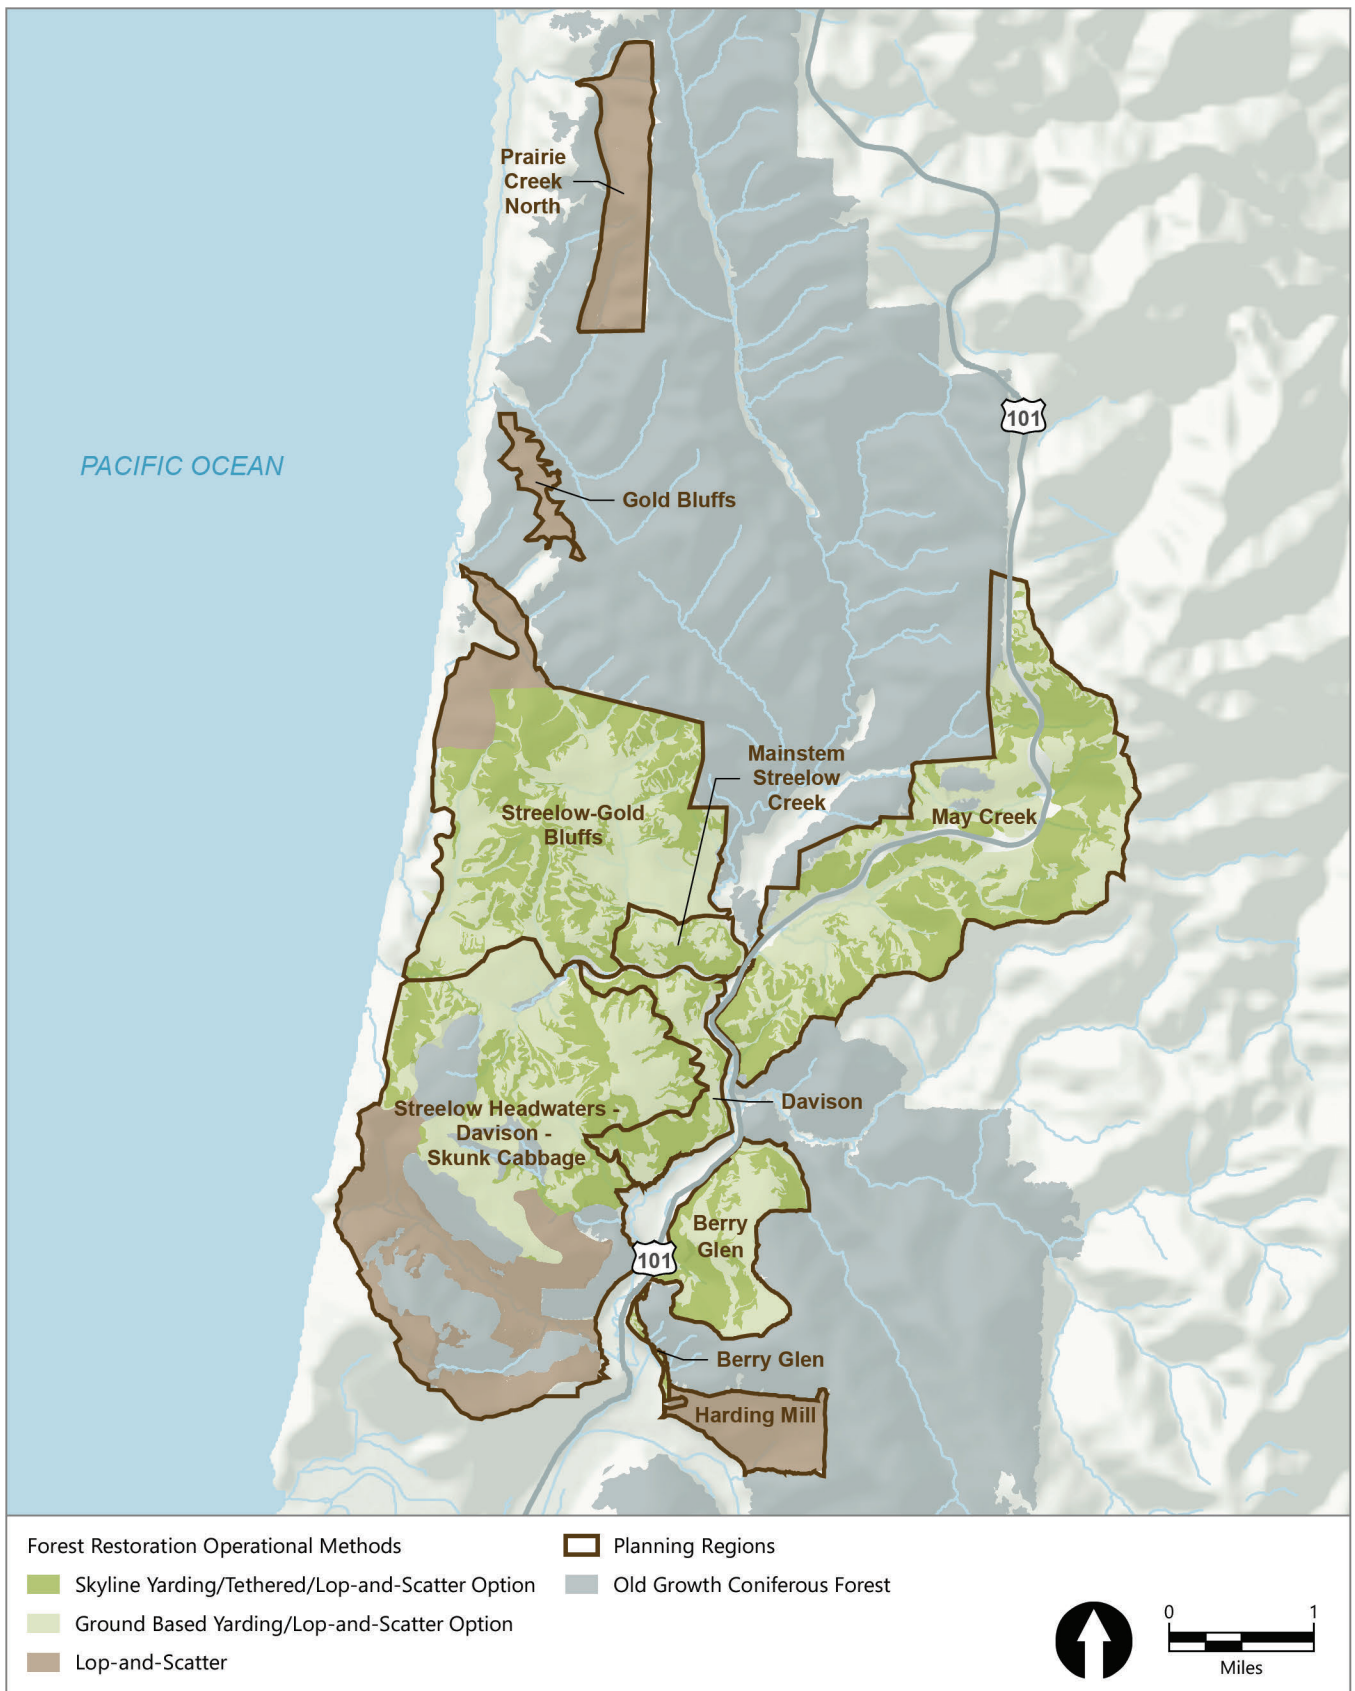 Prairie
Creek
North
101
PACIFIC OCEAN
Gold Bluffs
Mainstem
Streelow
Creek
Streelow-Gold
Bluffs
May Creek
Davison
Streelow Headwaters -
Davison -
Skunk Cabbage
Berry
Glen
101
Berry Glen
Harding Mill
Forest Restoration Operational Methods
Skyline Yarding/Tethered/Lop-and-Scatter Option
Ground Based Yarding/Lop-and-Scatter Option
Lop-and-Scatter
Planning Regions
Old Growth Coniferous Forest
0 1
Miles